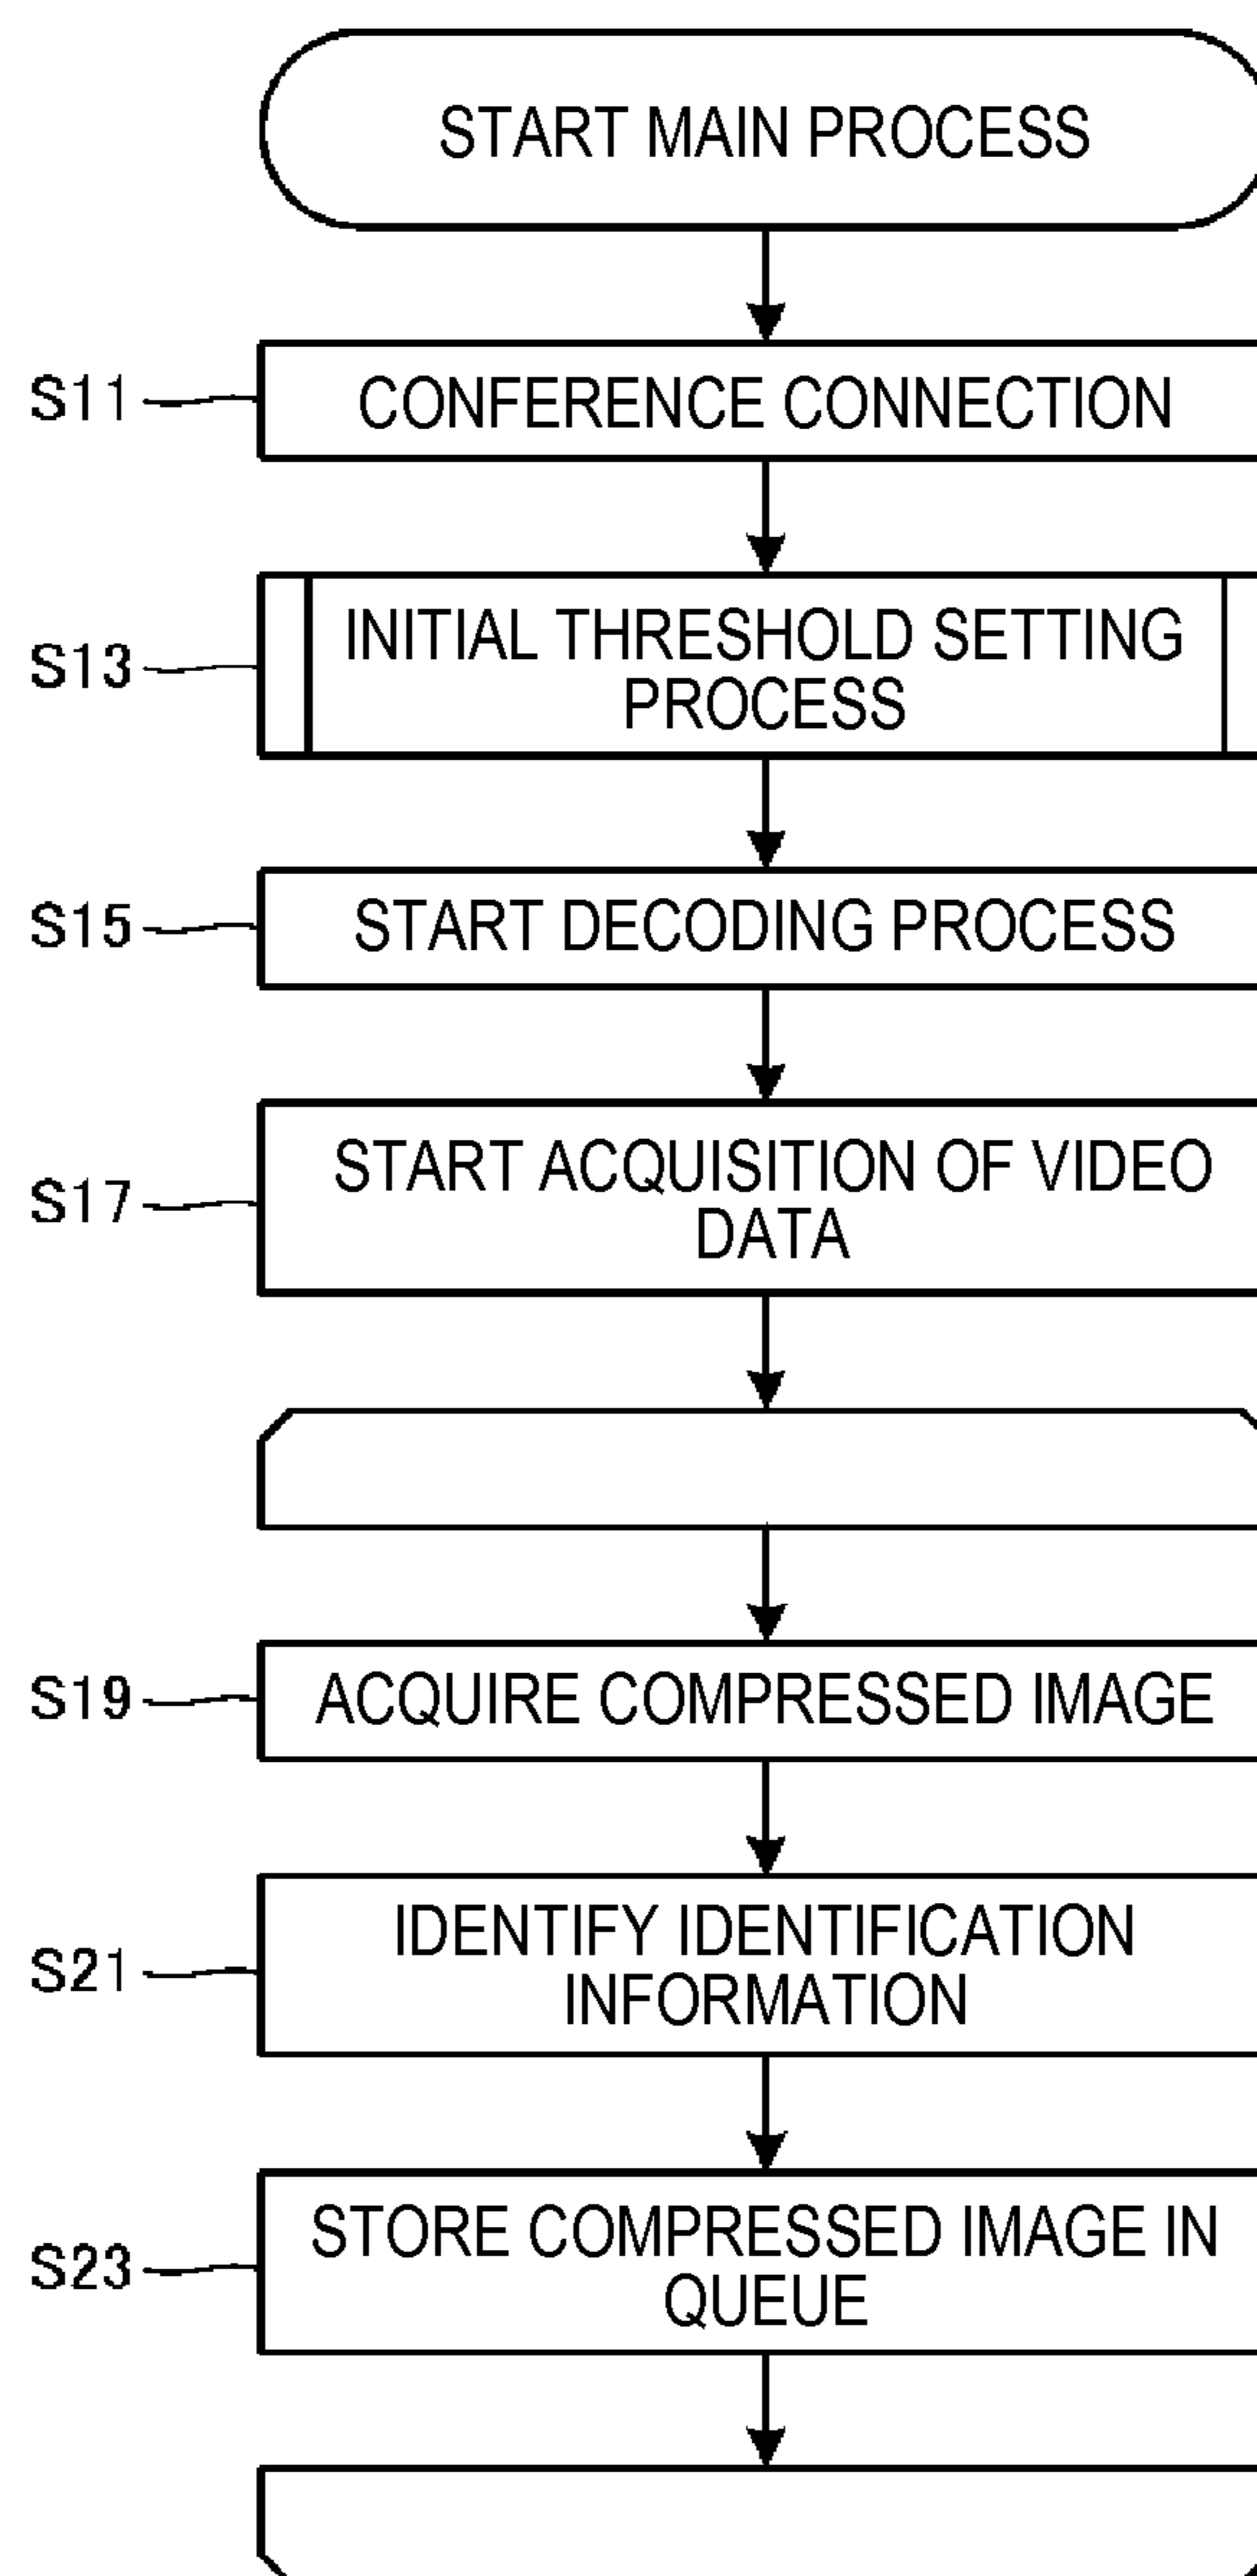 START MAIN PROCESS
S11
CONFERENCE CONNECTION
S13
INITIAL THRESHOLD SETTING
PROCESS
S15
START DECODING PROCESS
S17
START ACQUISITION OF VIDEO
DATA
S19
ACQUIRE COMPRESSED IMAGE
S21
IDENTIFY IDENTIFICATION
INFORMATION
S23
STORE COMPRESSED IMAGE IN
QUEUE